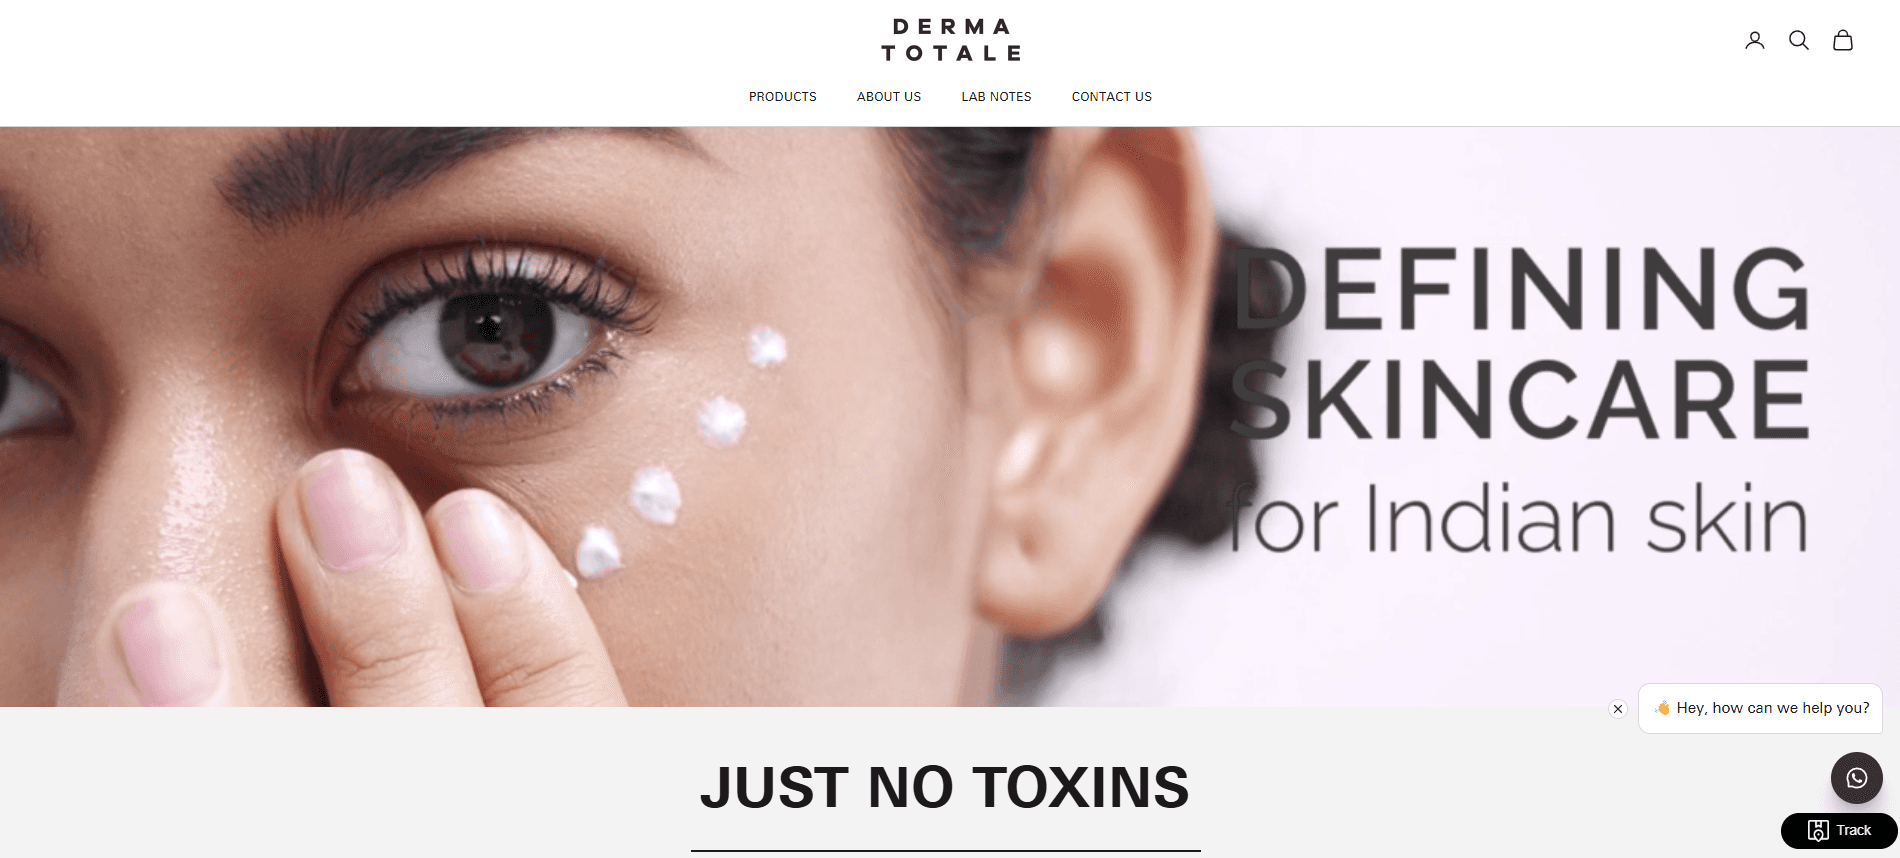 DERMA
TOTALE
PRODUCTS ABOUT US LAB NOTES CONTACT US
DEFINING
SKINCARE
for Indian skin
👋 Hey, how can we help you?
JUST NO TOXINS
Track